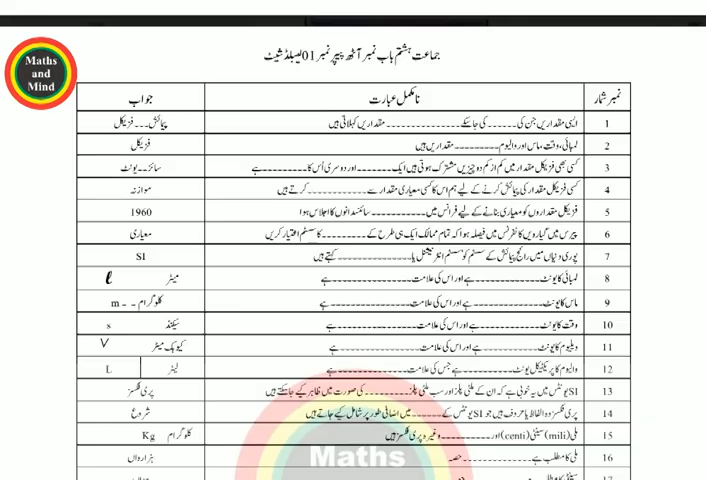 Maths
and
Mind
جماعت ہشتم باب نمبر آٹھ پیپر نمبر 01 لیبلڈ شیٹ
نمبر شمار نامکمل عبارت جواب
1 ایسی مقداریں جن کی ...... کی جاسکے .............. مقداریں کہلاتی ہیں پیمائش۔۔۔ فزیکل
2 لمبائی، وقت، ماس اور والیوم ......... مقداریں ہیں فزیکل
3 کسی بھی فزیکل مقدار میں کم از کم دو چیزیں مشترک ہوتی ہیں ایک ....... اور دوسری اُس کا ......... ہے سائز۔۔ یونٹ
4 کسی فزیکل مقدار کی پیمائش کرنے کے لیے ہم اس کا کسی معیاری مقدار سے ............ کرتے ہیں موازنہ
5 فزیکل مقداروں کو معیاری بنانے کے لیے فرانس میں ........... سائنسدانوں کا اجلاس ہوا 1960
6 پیرس میں گیارویں کانفرنس میں فیصلہ ہوا کہ تمام ممالک ایک ہی طرح کے ......... کا سسٹم اختیار کریں معیاری
7 پوری دنیاں میں رائج پیمائش کے سسٹم کو سسٹم انٹرنیشنل یا ........... کہتے ہیں SI
8 لمبائی کا یونٹ .............. ہے اور اس کی علامت .............. ہے میٹر ℓ
9 ماس کا یونٹ .............. ہے اور اس کی علامت ................ ہے کلوگرام - - m
10 وقت کا یونٹ .............. ہے اور اس کی علامت .............. ہے سیکنڈ s
11 ویلیوم کا یونٹ ............ ہے اور اس کی علامت .............. ہے کیوبک میٹر V
12 والیوم کا پریکٹیکل یونٹ ........... ہے جس کی علامت ............ ہے لیٹر L
13 SI یونٹس میں یہ خوبی ہے کہ ان کے ملٹی پلز اور سب ملٹی پلز ......... کی صورت میں ظاہر کیے جاسکتے ہیں پری فکسز
14 پری فکسز وہ الفاظ یا حروف ہیں جو SI یونٹس کے ...... میں اضافی طور پر شامل کیے جاتے ہیں شروع
15 ملی (mili) سینٹی (centi) اور ........... وغیرہ پری فکسز ہیں کلوگرام Kg
16 ملی کا مطلب ہے ............... حصہ ہزارواں
Maths
17